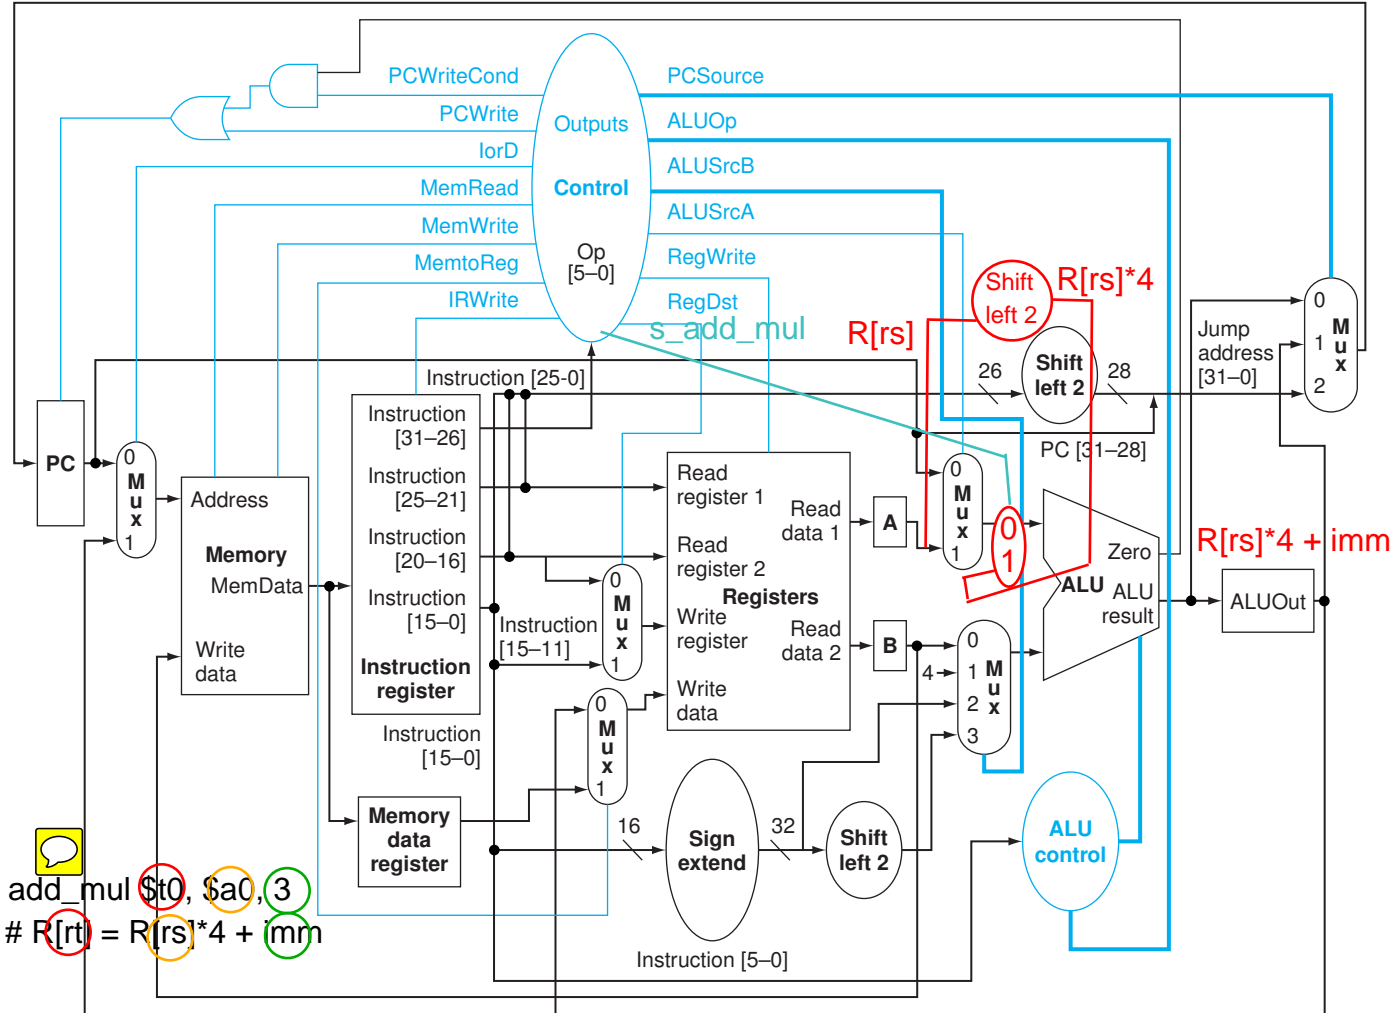 PCWriteCond
PCWrite
IorD
MemRead
MemWrite
MemtoReg
IRWrite
Outputs
Control
Op
[5–0]
PCSource
ALUOp
ALUSrcB
ALUSrcA
RegWrite
RegDst
s_add_mul
R[rs]
Shift
left 2
R[rs]*4
Shift
left 2
26
28
Jump
address
[31–0]
0
1
2
M
u
x
PC [31–28]
Instruction [25-0]
PC
0
M
u
x
1
Address
Memory
MemData
Write
data
Instruction
[31–26]
Instruction
[25–21]
Instruction
[20–16]
Instruction
[15–0]
Instruction
register
Instruction
[15–11]
Instruction
[15–0]
0
M
u
x
1
0
M
u
x
1
Memory
data
register
Read
register 1
Read
register 2
Registers
Write
register
Write
data
Read
data 1
Read
data 2
A
B
0
M
u
x
1
0
1
4
0
1
2
3
M
u
x
Zero
ALU
ALU
result
R[rs]*4 + imm
ALUOut
16
Sign
extend
32
Shift
left 2
ALU
control
Instruction [5–0]
add_mul $t0, $a0, 3
# R[rt] = R[rs]*4 + imm